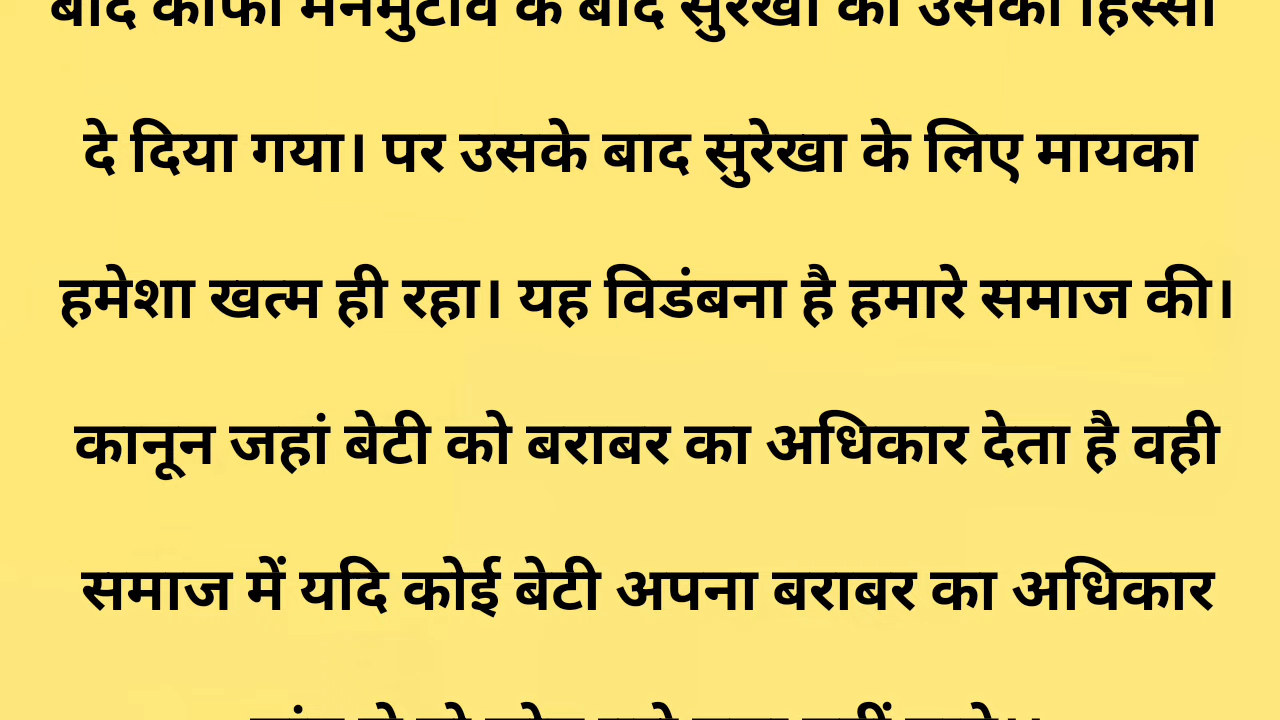 बाद काफी मनमुटाव के बाद सुरेखा को उसका हिस्सा
दे दिया गया। पर उसके बाद सुरेखा के लिए मायका
हमेशा खत्म ही रहा। यह विडंबना है हमारे समाज की।
कानून जहां बेटी को बराबर का अधिकार देता है वही
समाज में यदि कोई बेटी अपना बराबर का अधिकार